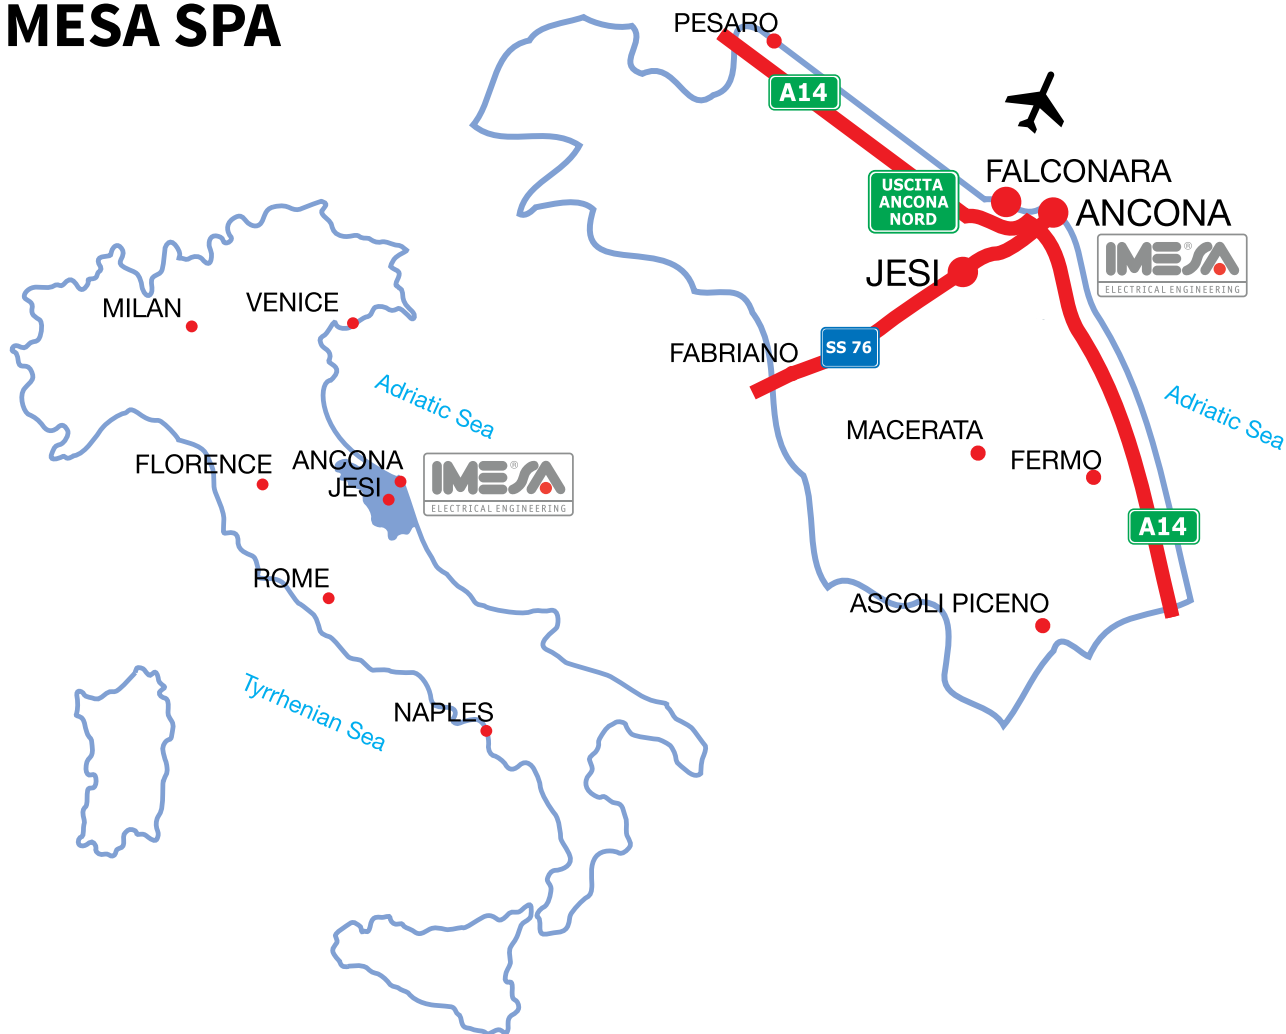 MESA SPA
PESARO
A14
FALCONARA
USCITA
ANCONA
NORD
ANCONA
IMESA®
ELECTRICAL ENGINEERING
JESI
SS 76
FABRIANO
Adriatic Sea
MACERATA
FERMO
A14
ASCOLI PICENO
MILAN
VENICE
Adriatic Sea
FLORENCE
ANCONA
JESI
IMESA®
ELECTRICAL ENGINEERING
ROME
Tyrrhenian Sea
NAPLES